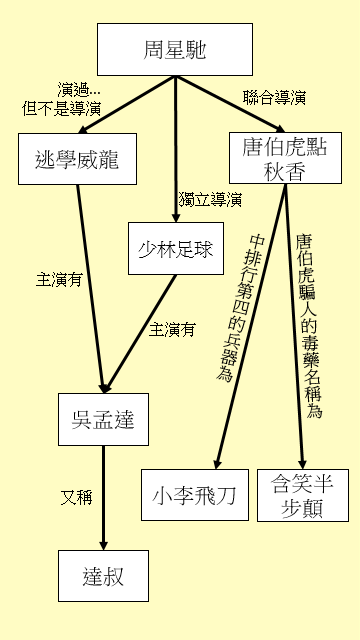 周星馳
演過...
但不是導演
聯合導演
逃學威龍
唐伯虎點
秋香
獨立導演
少林足球
中排行第四的兵器為
唐伯虎騙人的毒藥名稱為
主演有
主演有
吳孟達
小李飛刀
含笑半
步顛
又稱
達叔